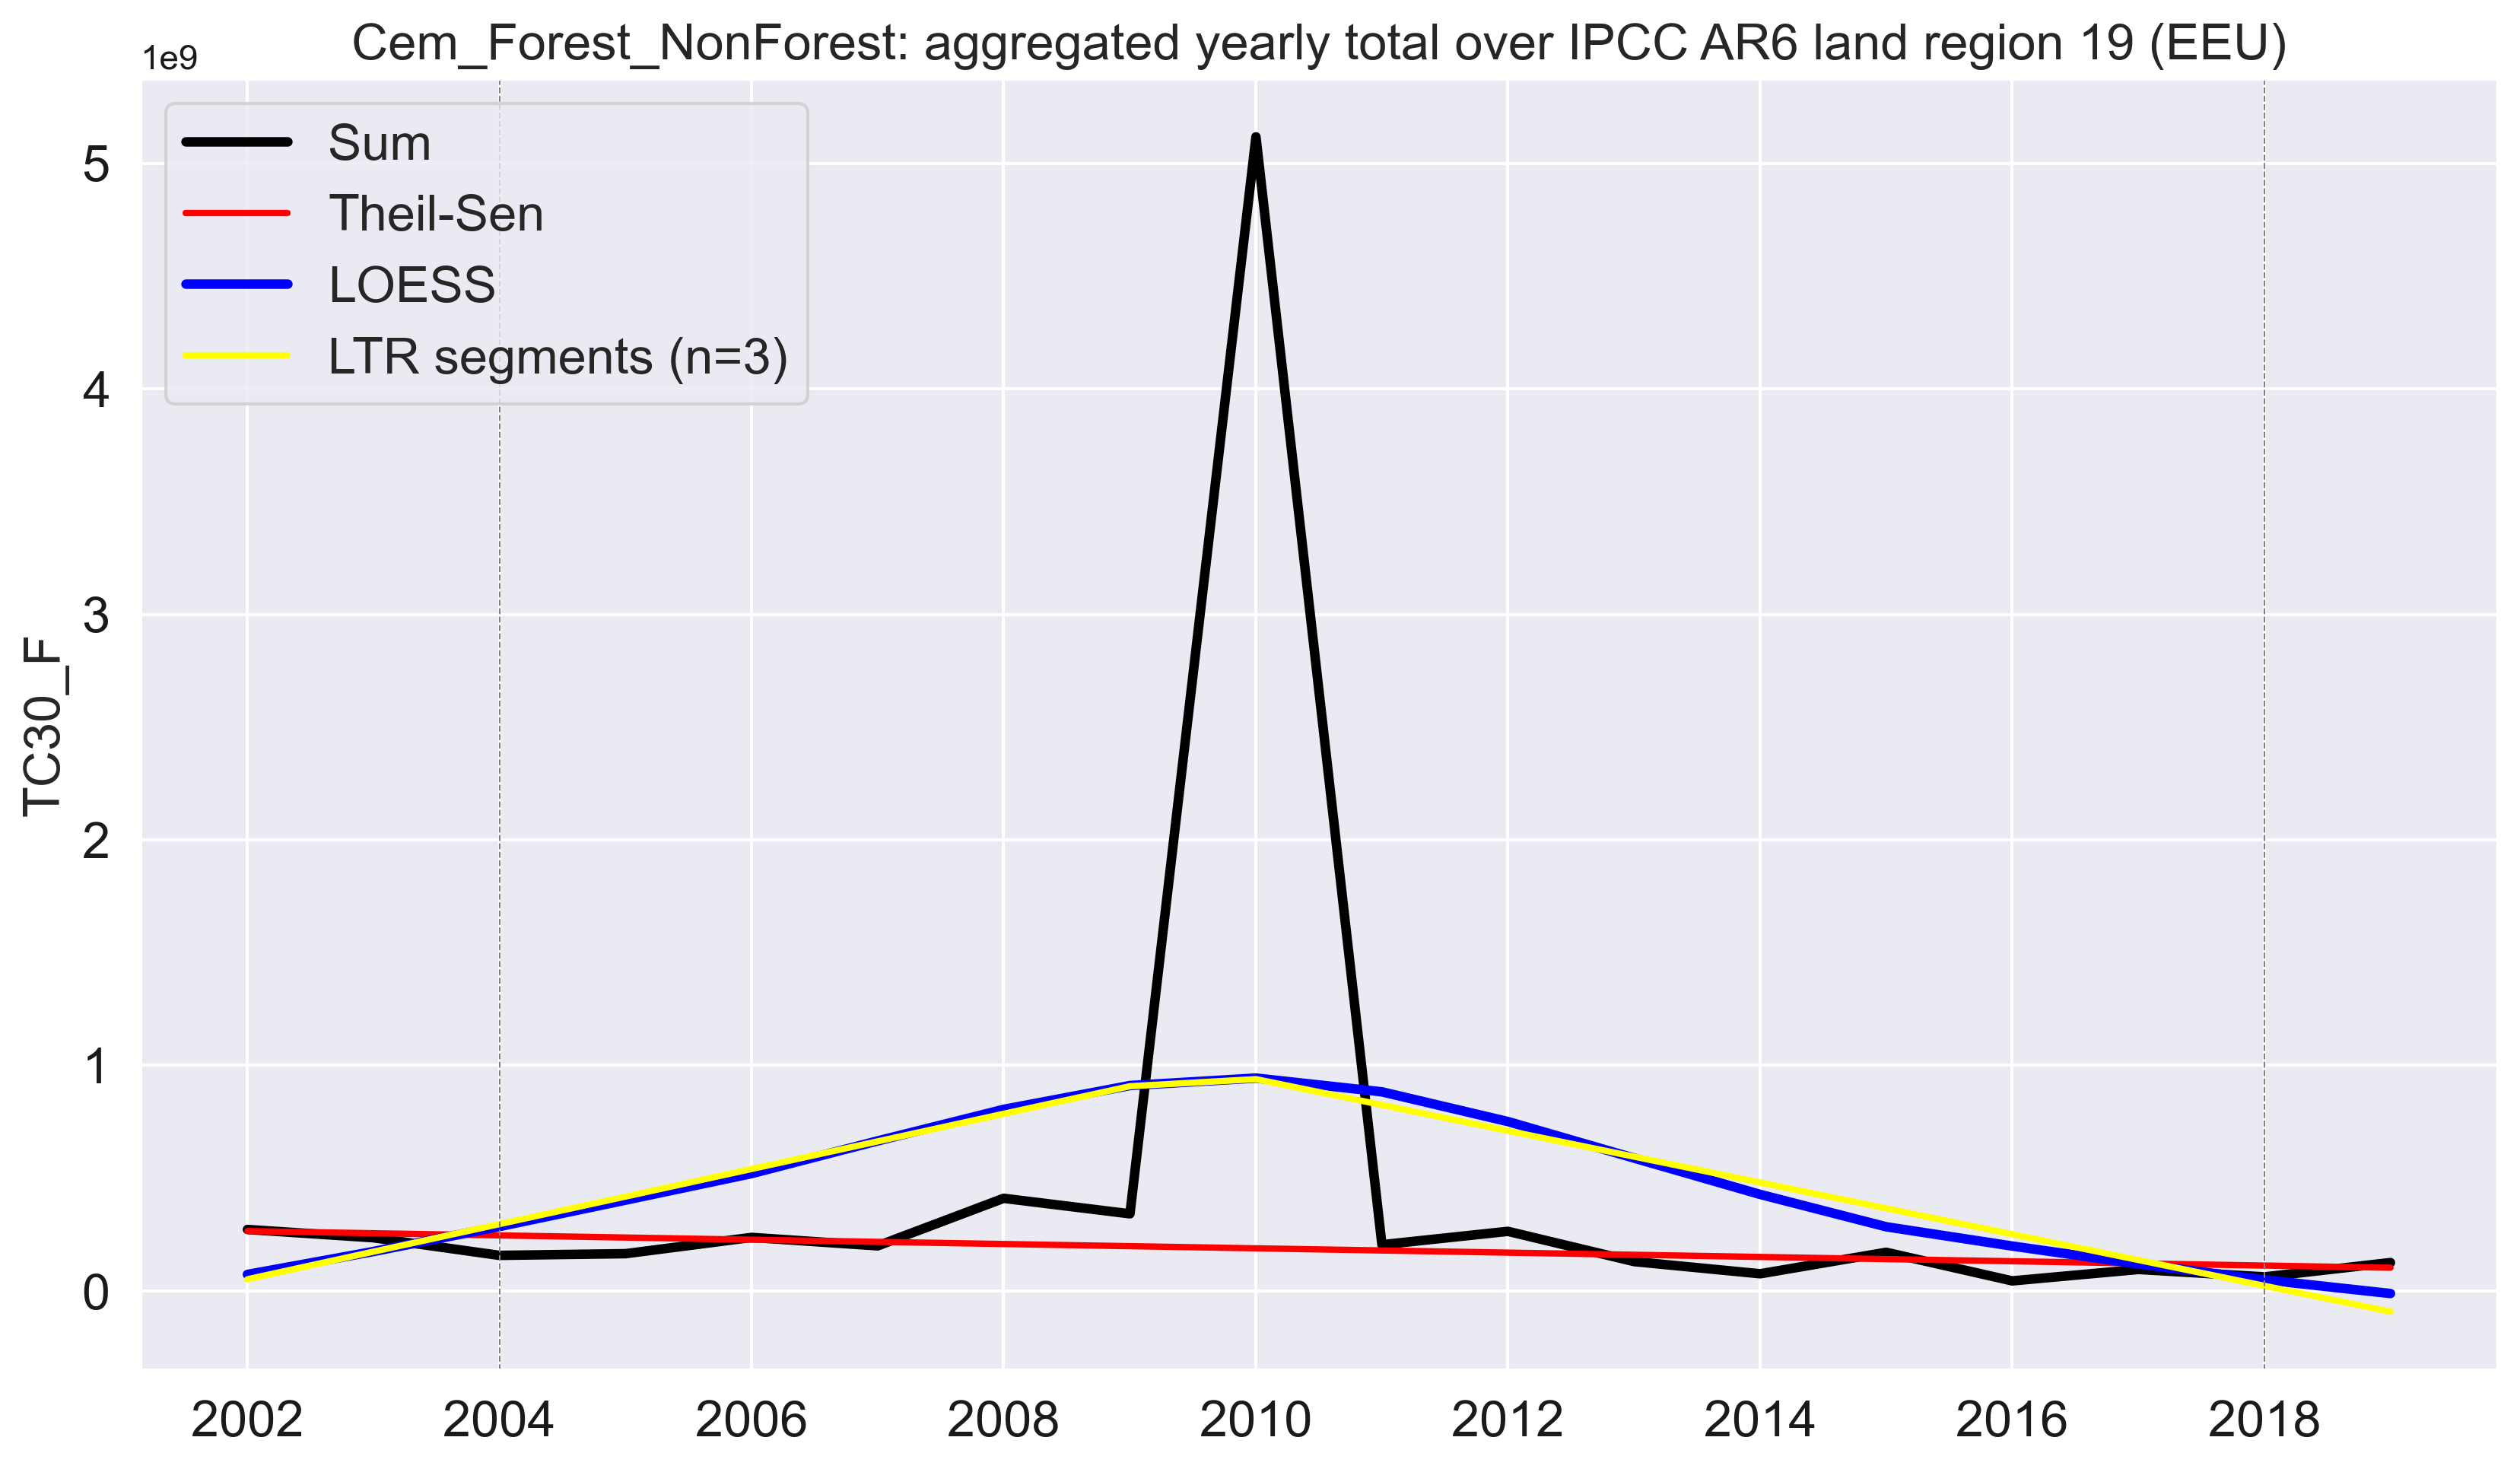 Cem_Forest_NonForest: aggregated yearly total over IPCC AR6 land region 19 (EEU)
1e9
Sum
Theil-Sen
LOESS
LTR segments (n=3)
TC30_F
5
4
3
2
1
0
2002 2004 2006 2008 2010 2012 2014 2016 2018